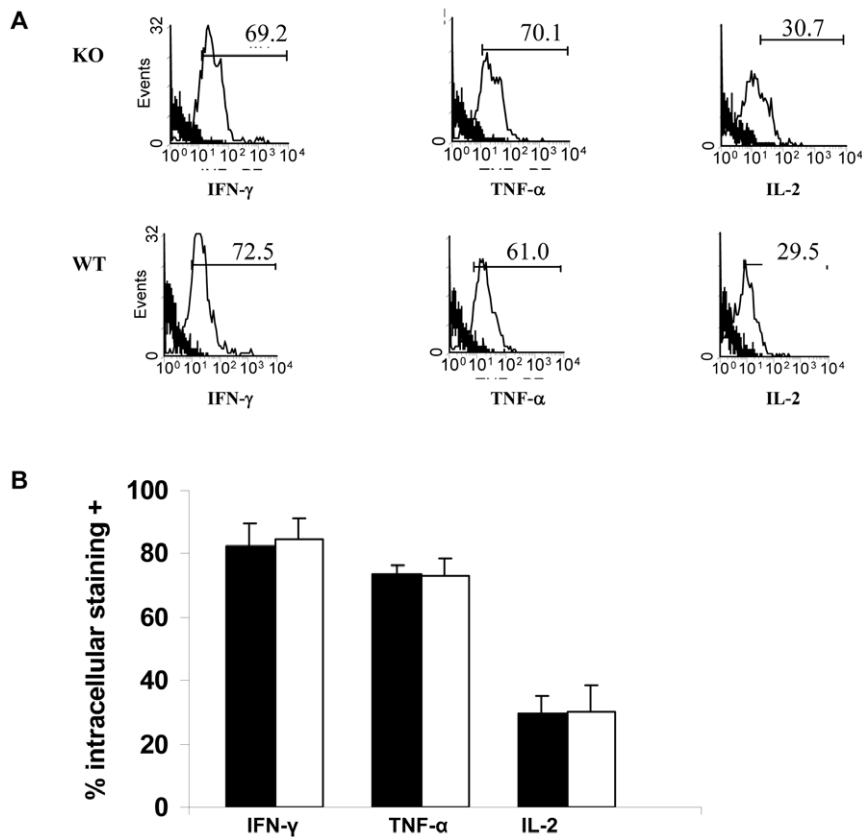 A
KO
32
Events
0
69.2
10⁰ 10¹ 10² 10³ 10⁴
IFN-γ
70.1
0
10⁰ 10¹ 10² 10³ 10⁴
TNF-α
30.7
0
10⁰ 10¹ 10² 10³ 10⁴
IL-2
WT
32
Events
0
72.5
10⁰ 10¹ 10² 10³ 10⁴
IFN-γ
61.0
0
10⁰ 10¹ 10² 10³ 10⁴
TNF-α
29.5
0
10⁰ 10¹ 10² 10³ 10⁴
IL-2
B
% intracellular staining +
100
80
60
40
20
0
IFN-γ
TNF-α
IL-2